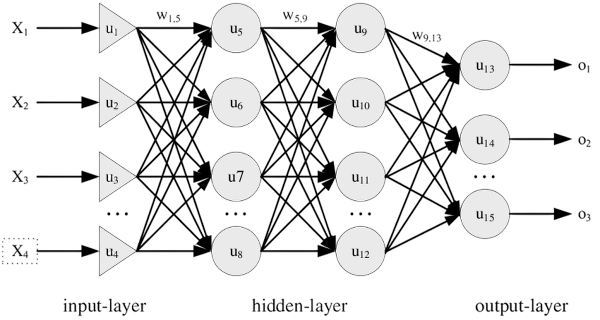 X₁ u₁ w₁,₅ u₅ w₅,₉ u₉ w₉,₁₃
u₁₃ o₁
X₂ u₂ u₆ u₁₀
u₁₄ o₂
X₃ u₃ u7 u₁₁ ...
... ... ...
u₁₅ o₃
X₄ u₄ u₈ u₁₂
input-layer hidden-layer output-layer